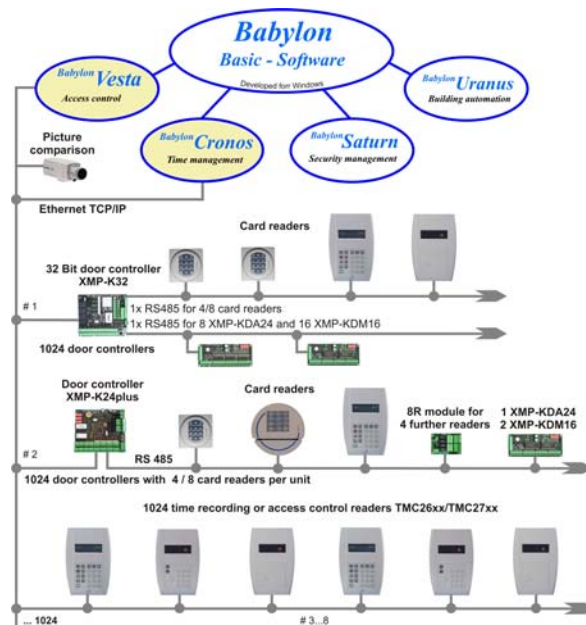 Babylon
Basic - Software
Developed forr Windows
Babylon Vesta
Access control
Babylon Uranus
Building automation
Babylon Cronos
Time management
Babylon Saturn
Security management
Picture
comparison
Ethernet TCP/IP
Card readers
32 Bit door controller
XMP-K32
# 1
1x RS485 for 4/8 card readers
1x RS485 for 8 XMP-KDA24 and 16 XMP-KDM16
1024 door controllers
Door controller
XMP-K24plus
Card readers
8R module for
4 further readers
1 XMP-KDA24
2 XMP-KDM16
# 2
RS 485
1024 door controllers with 4 / 8 card readers per unit
1024 time recording or access control readers TMC26xx/TMC27xx
... 1024
# 3...8